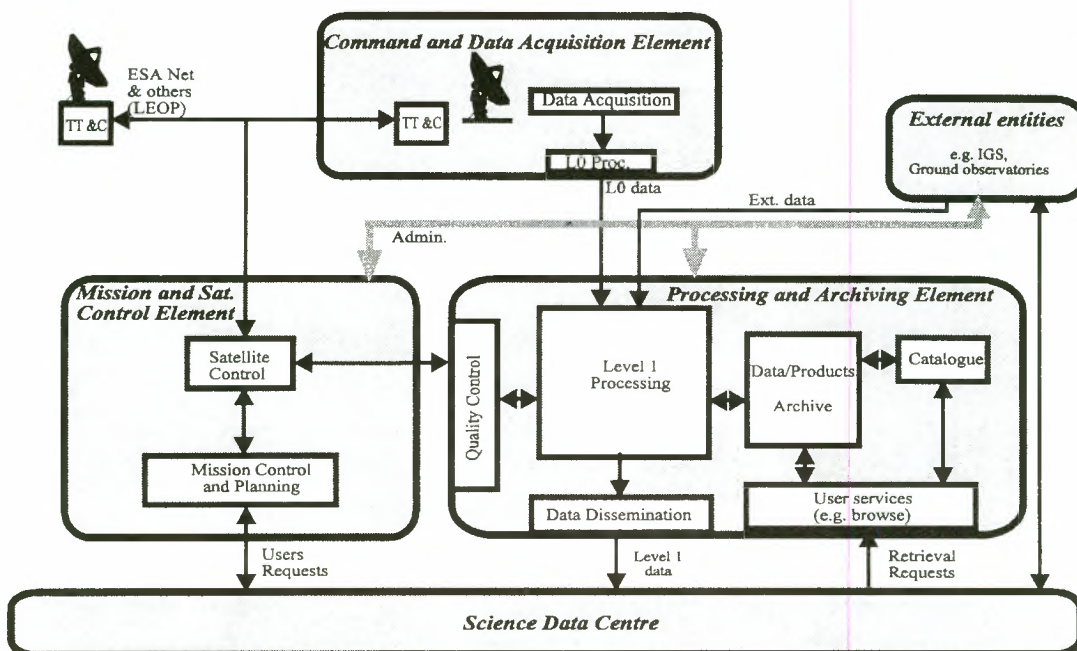 Command and Data Acquisition Element
ESA Net
& others
(LEOP)
TT &C
TT &C
Data Acquisition
L0 Proc.
L0 data
External entities
e.g. IGS,
Ground observatories
Ext. data
Admin.
Mission and Sat.
Control Element
Satellite
Control
Mission Control
and Planning
Users
Requests
Processing and Archiving Element
Quality Control
Level 1
Processing
Data/Products
Archive
Catalogue
Data Dissemination
User services
(e.g. browse)
Level 1
data
Retrieval
Requests
Science Data Centre